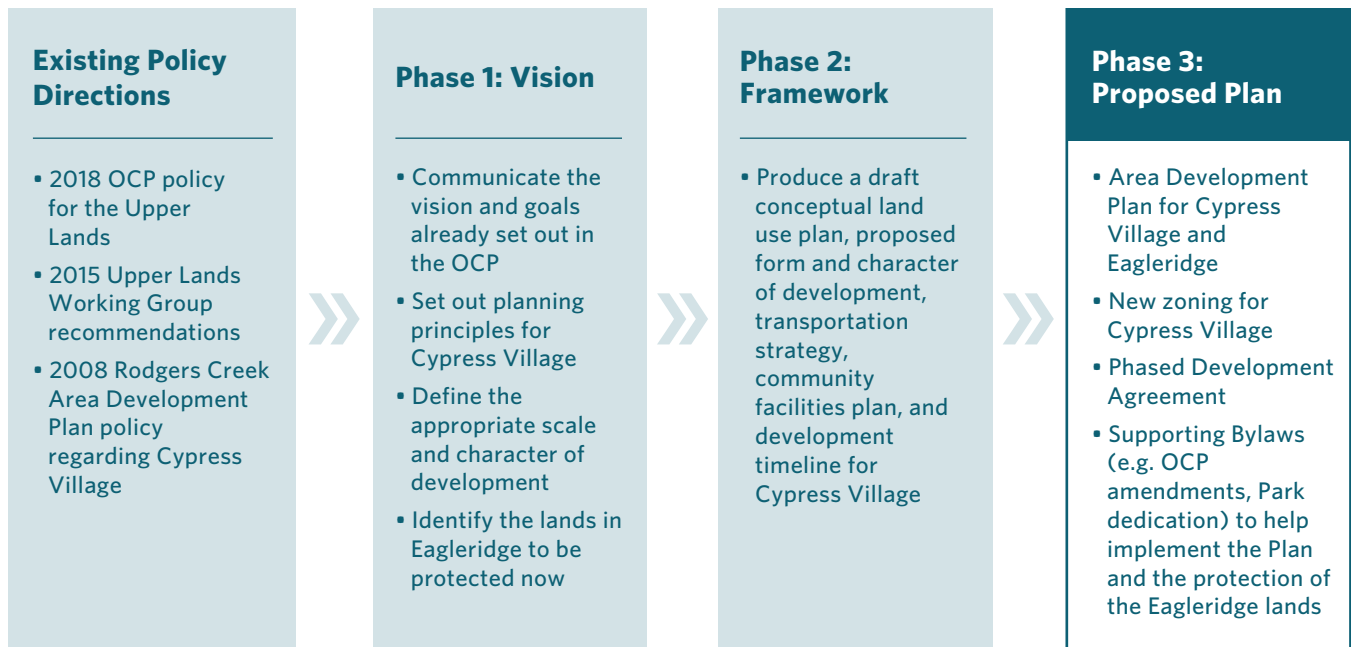 Existing Policy
Directions
▪ 2018 OCP policy
for the Upper
Lands
▪ 2015 Upper Lands
Working Group
recommendations
▪ 2008 Rodgers Creek
Area Development
Plan policy
regarding Cypress
Village
Phase 1: Vision
▪ Communicate the
vision and goals
already set out in
the OCP
▪ Set out planning
principles for
Cypress Village
▪ Define the
appropriate scale
and character of
development
▪ Identify the lands in
Eagleridge to be
protected now
Phase 2:
Framework
▪ Produce a draft
conceptual land
use plan, proposed
form and character
of development,
transportation
strategy,
community
facilities plan, and
development
timeline for
Cypress Village
Phase 3:
Proposed Plan
▪ Area Development
Plan for Cypress
Village and
Eagleridge
▪ New zoning for
Cypress Village
▪ Phased Development
Agreement
▪ Supporting Bylaws
(e.g. OCP
amendments, Park
dedication) to help
implement the Plan
and the protection of
the Eagleridge lands